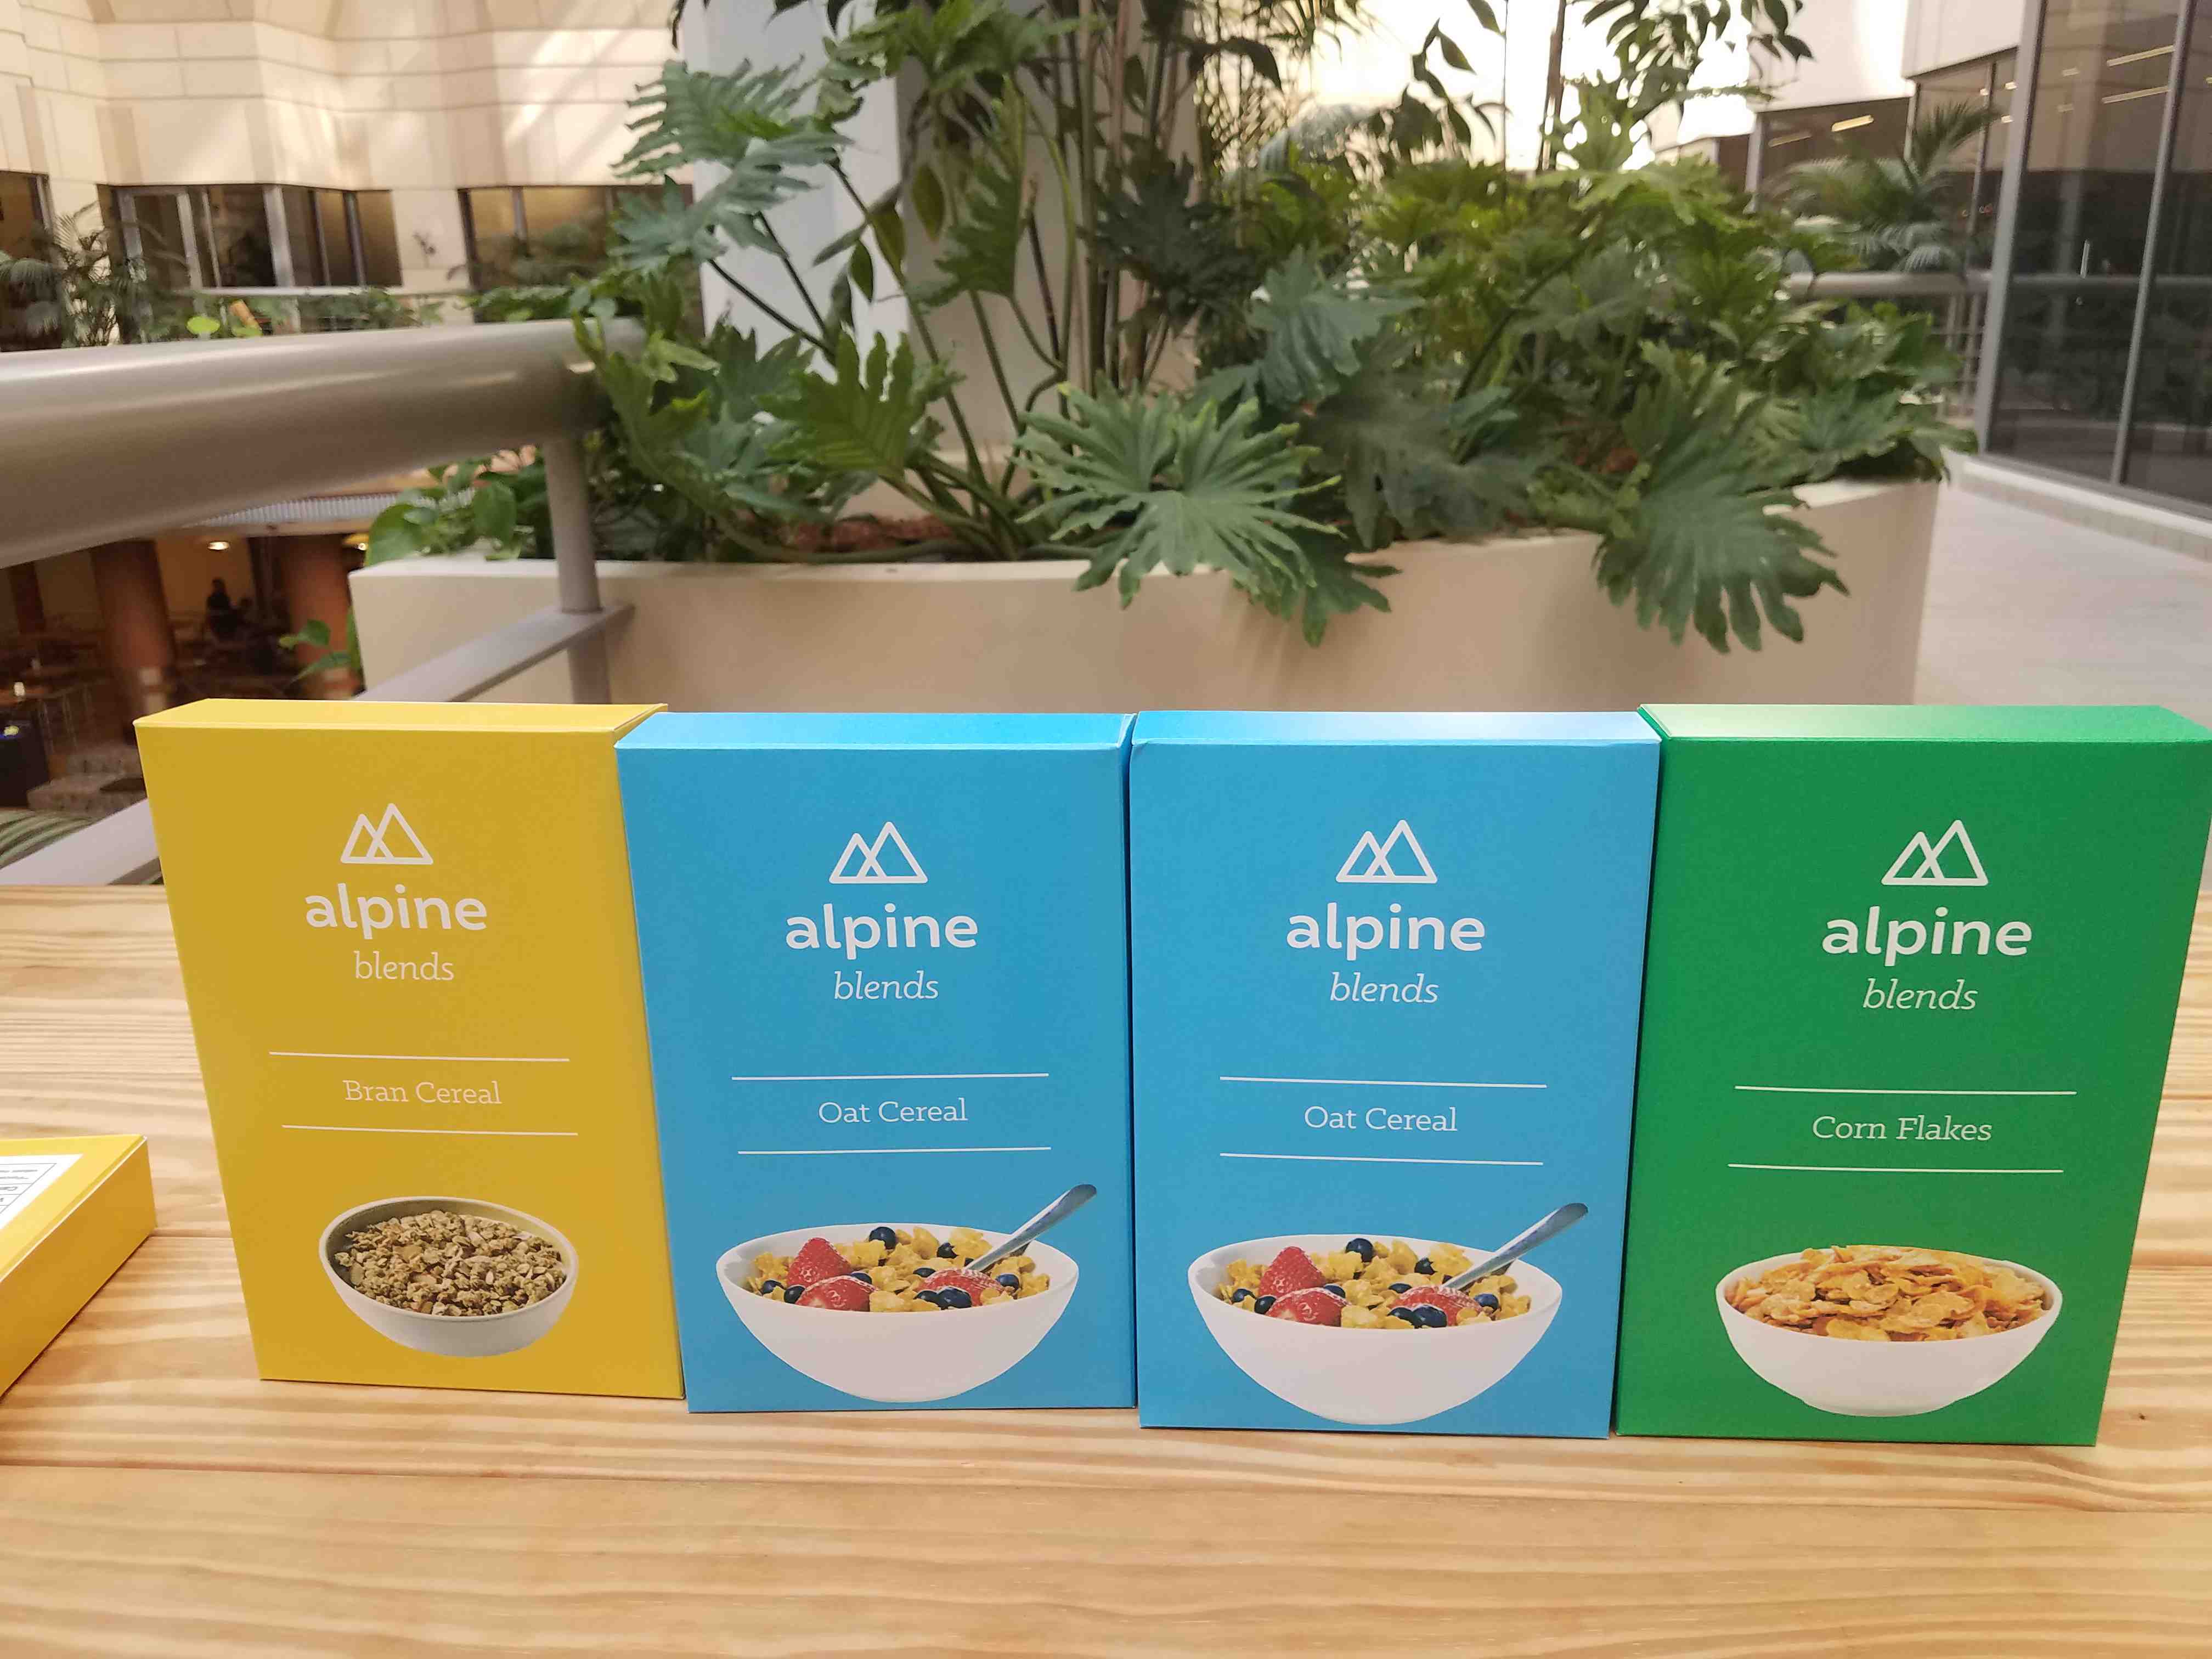 alpine
blends
Bran Cereal
alpine
blends
Oat Cereal
alpine
blends
Oat Cereal
alpine
blends
Corn Flakes